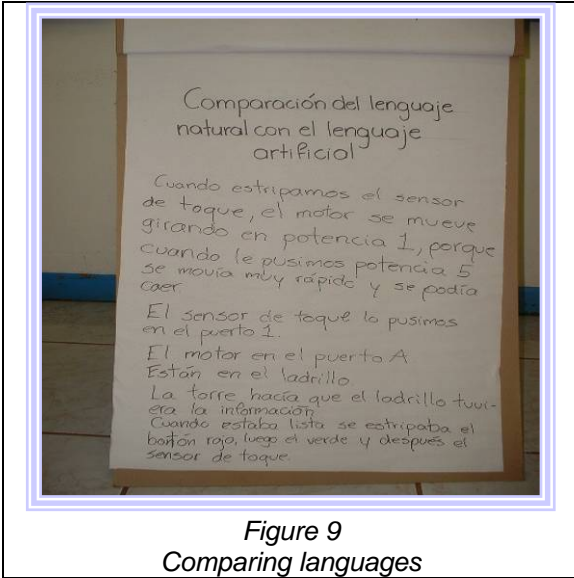 Comparación del lenguaje
natural con el lenguaje
artificial
Cuando estripamos el sensor
de toque, el motor se mueve
girando en potencia 1, porque
cuando le pusimos potencia 5
se movía muy rápido y se podía
caer
El sensor de toque lo pusimos
en el puerto 1.
El motor en el puerto A
Están en el ladrillo
La torre hacía que el ladrillo tuvi-
era la información
Cuando estaba lista se estripaba el
botón rojo, luego el verde y después el
sensor de toque.
Figure 9
Comparing languages